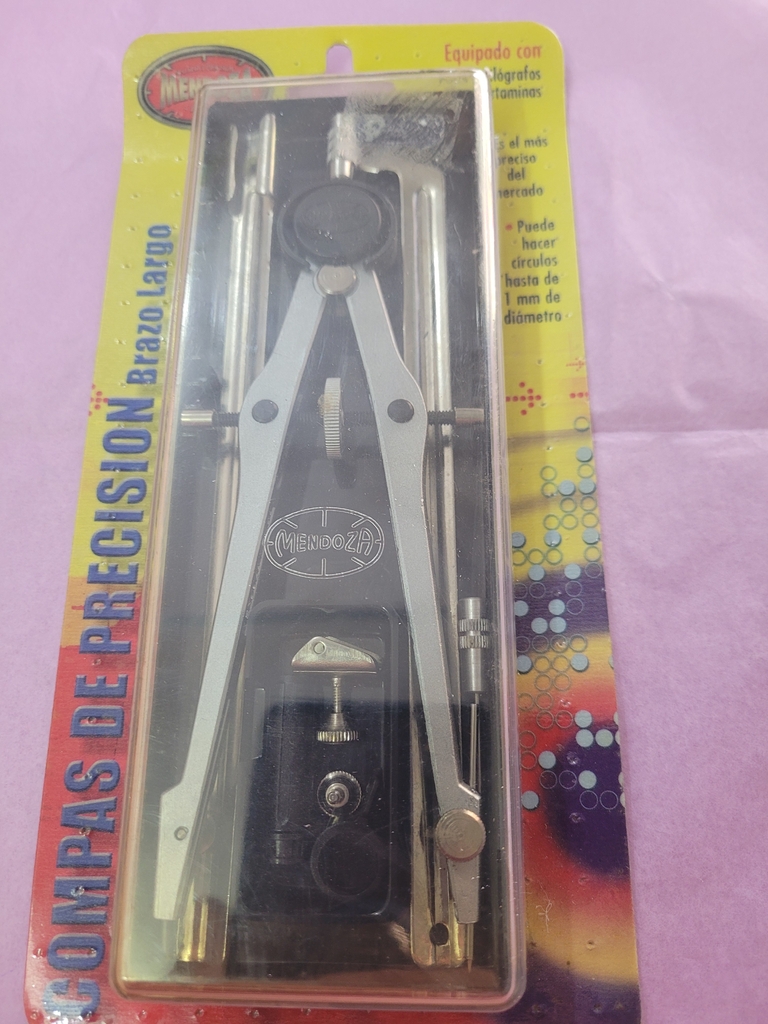 MENDOZA
Equipado con
es el más
preciso
del
mercado
Puede
hacer
círculos
hasta de
1 mm de
diámetro
COMPAS DE PRECISION Brazo Largo
MENDOZA